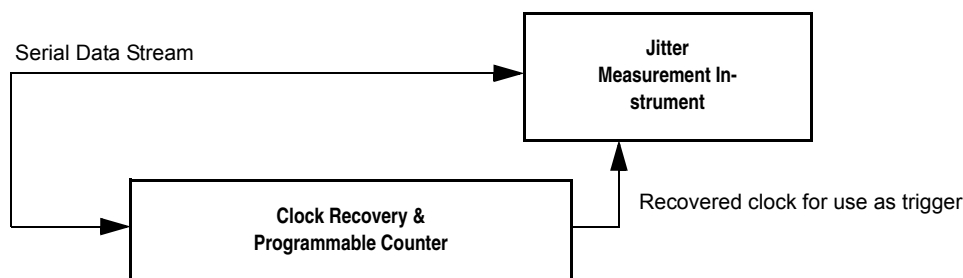 Serial Data Stream
Jitter
Measurement In-
strument
Recovered clock for use as trigger
Clock Recovery &
Programmable Counter